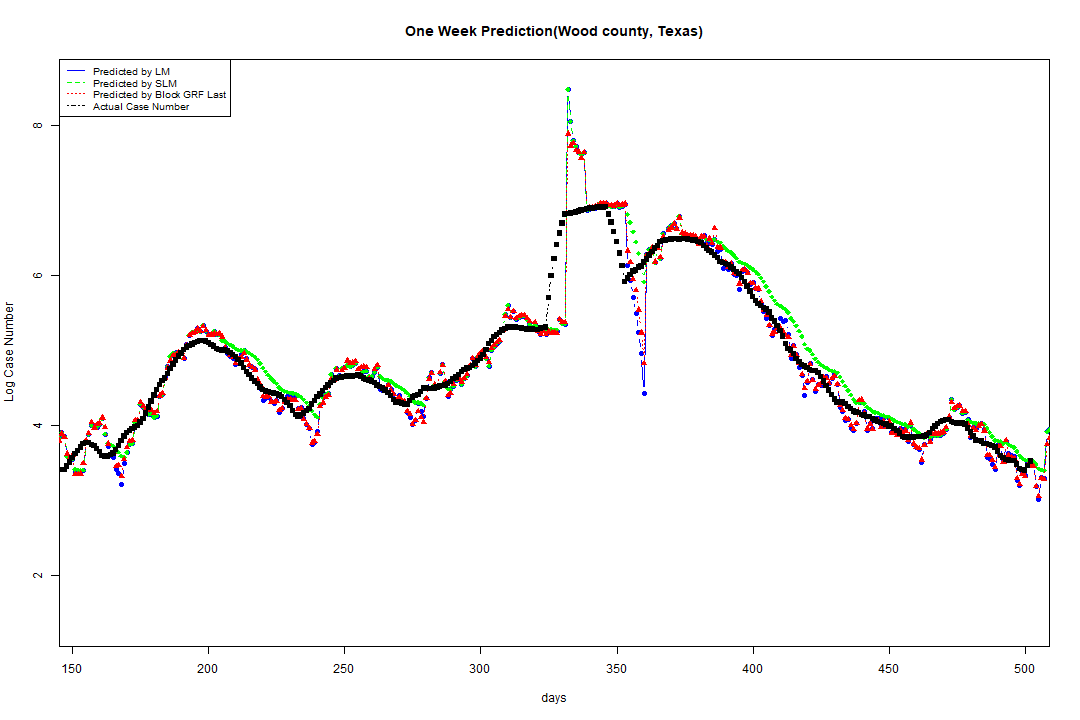 One Week Prediction(Wood county, Texas)
Predicted by LM
Predicted by SLM
Predicted by Block GRF Last
Actual Case Number
8
6
4
2
Log Case Number
150 200 250 300 350 400 450 500
days